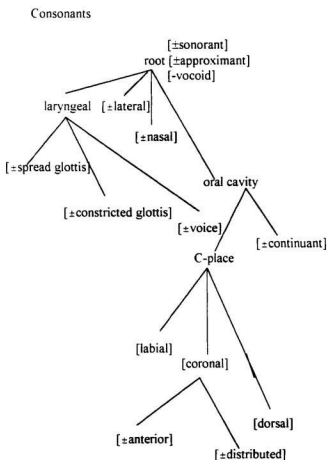 Consonants
[±sonorant]
root [±approximant]
[-vocoid]
laryngeal [±lateral]
[±nasal]
[±spread glottis]
oral cavity
[±constricted glottis]
[±voice]
[±continuant]
C-place
[labial]
[coronal]
[dorsal]
[±anterior]
[±distributed]